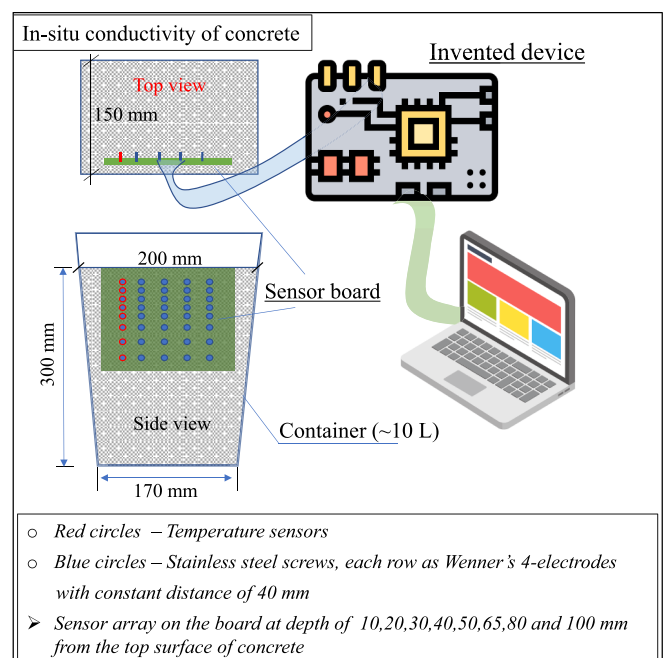 In-situ conductivity of concrete
Invented device
Top view
150 mm
200 mm
Sensor board
300 mm
Side view
Container (~10 L)
170 mm
○ Red circles – Temperature sensors
○ Blue circles – Stainless steel screws, each row as Wenner's 4-electrodes
with constant distance of 40 mm
➤ Sensor array on the board at depth of 10,20,30,40,50,65,80 and 100 mm
from the top surface of concrete